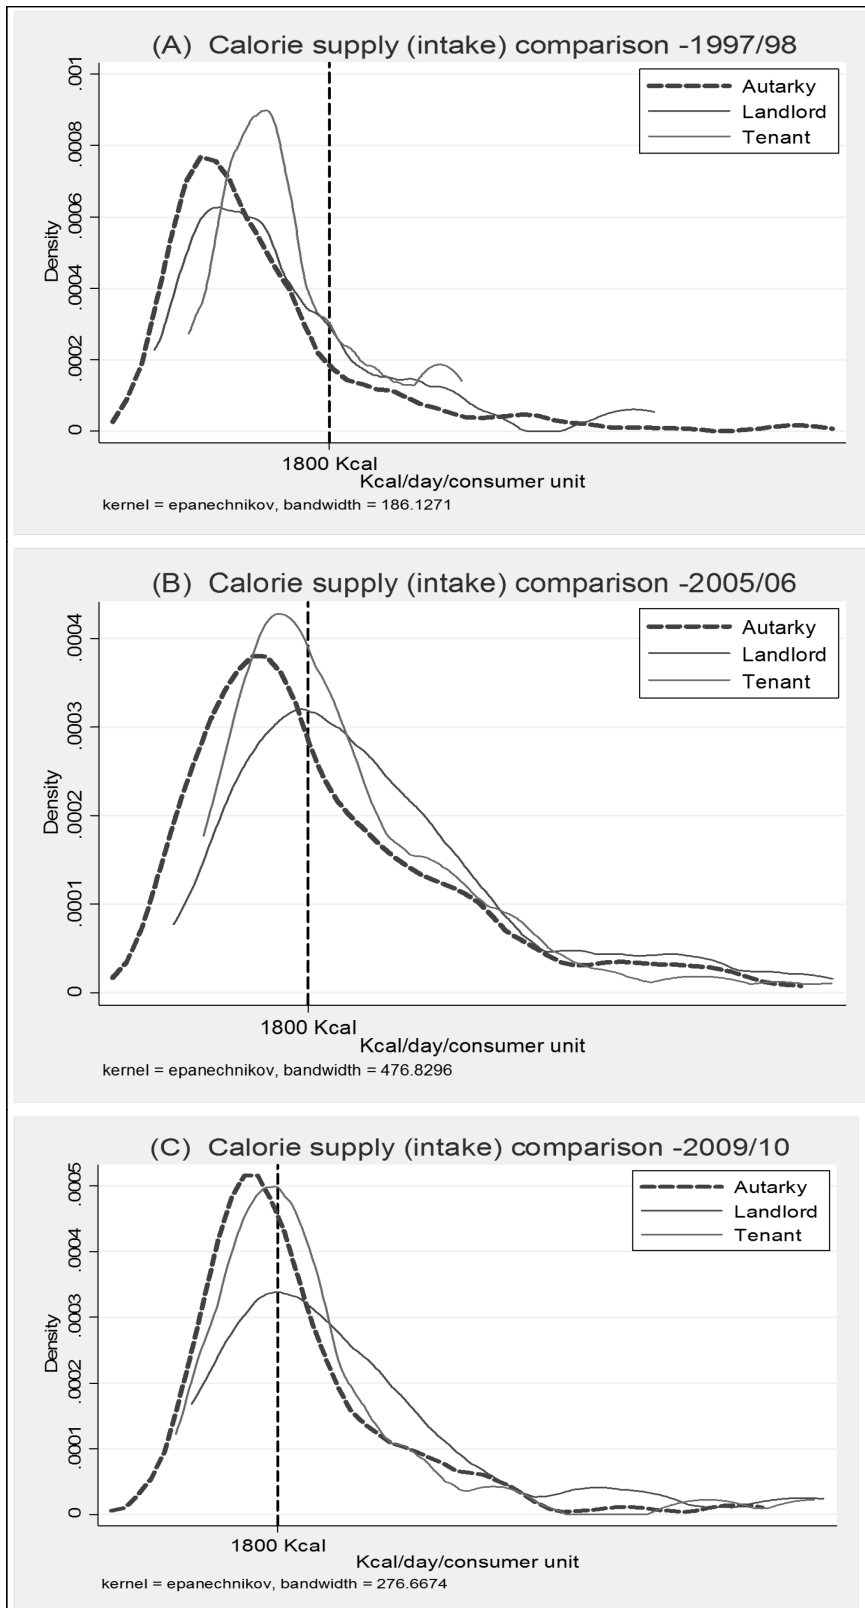 (A) Calorie supply (intake) comparison -1997/98
Autarky
Landlord
Tenant
Density
.001
.0008
.0006
.0004
.0002
0
1800 Kcal
Kcal/day/consumer unit
kernel = epanechnikov, bandwidth = 186.1271
(B) Calorie supply (intake) comparison -2005/06
Autarky
Landlord
Tenant
Density
.0004
.0003
.0002
.0001
0
1800 Kcal
Kcal/day/consumer unit
kernel = epanechnikov, bandwidth = 476.8296
(C) Calorie supply (intake) comparison -2009/10
Autarky
Landlord
Tenant
Density
.0005
.0004
.0003
.0002
.0001
0
1800 Kcal
Kcal/day/consumer unit
kernel = epanechnikov, bandwidth = 276.6674